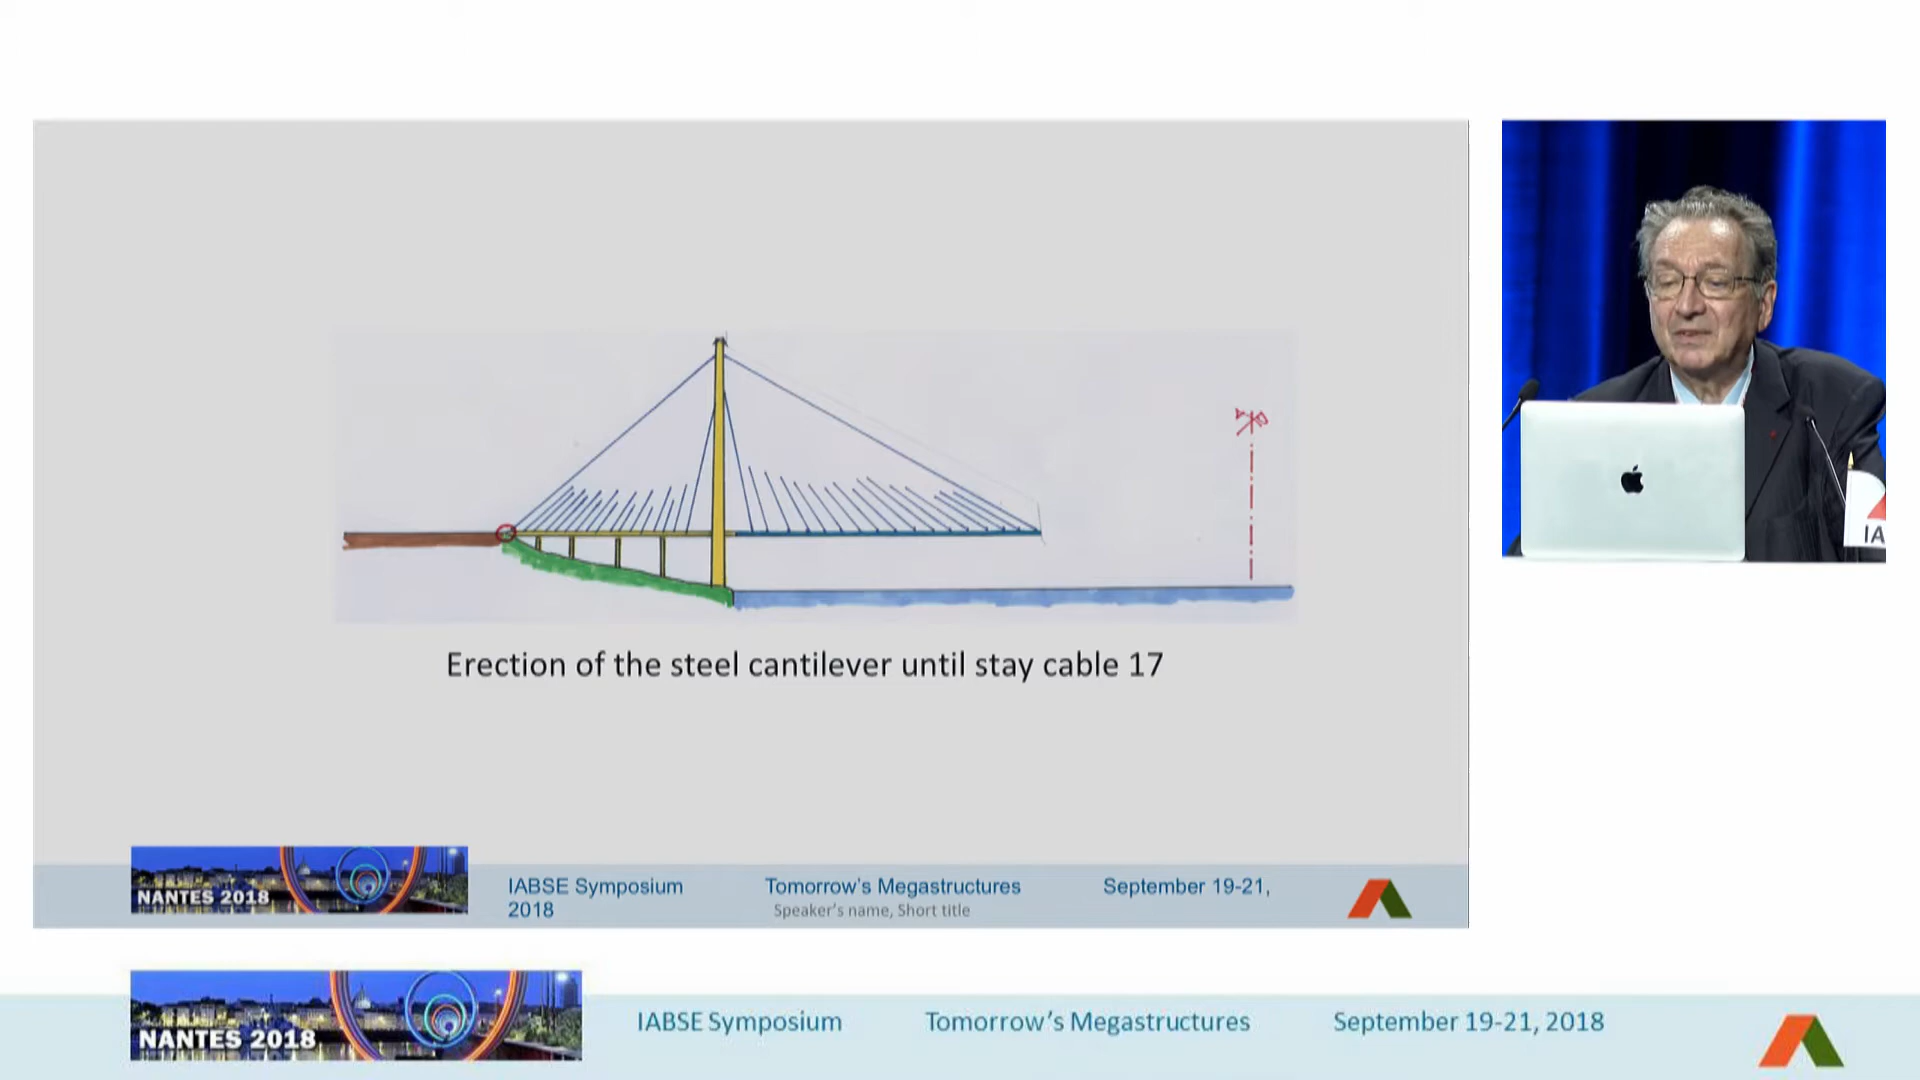 Erection of the steel cantilever until stay cable 17
NANTES 2018
IABSE Symposium Tomorrow's Megastructures September 19-21,
2018 Speaker's name, Short title
IA
NANTES 2018
IABSE Symposium Tomorrow's Megastructures September 19-21, 2018